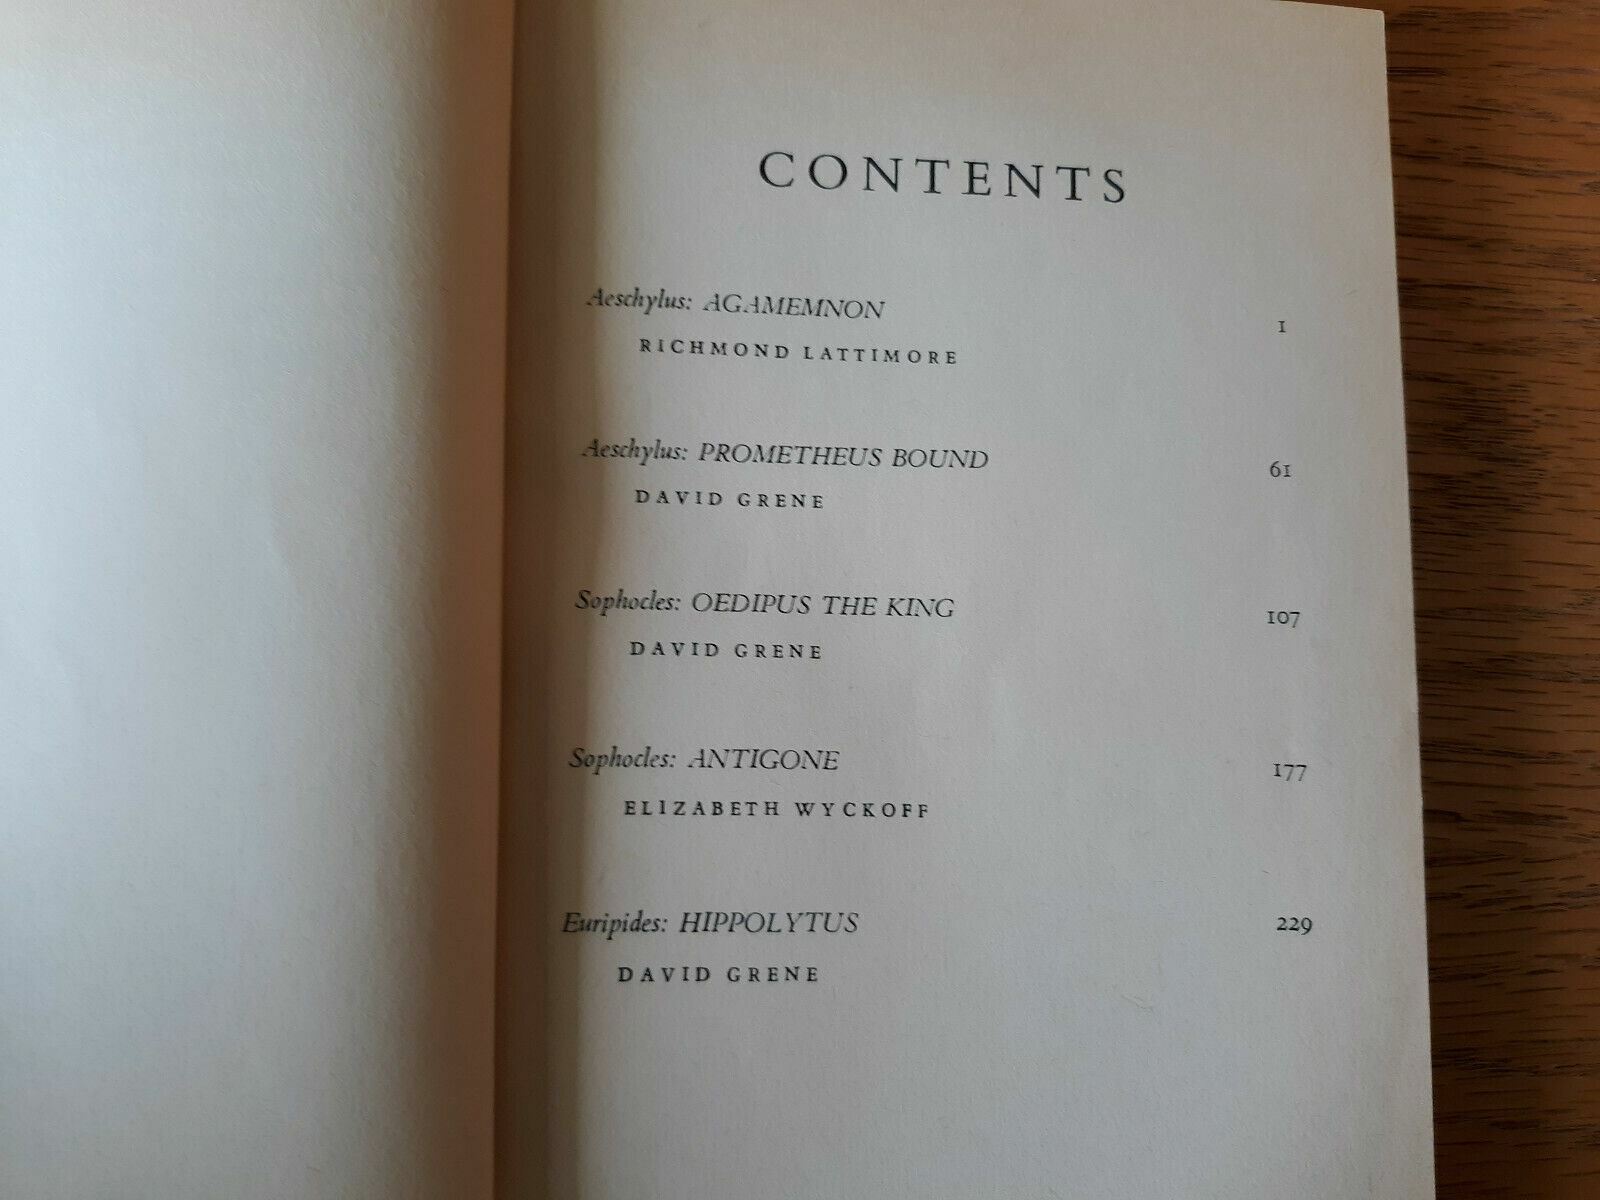 CONTENTS
Aeschylus: AGAMEMNON 1
RICHMOND LATTIMORE
Aeschylus: PROMETHEUS BOUND 61
DAVID GRENE
Sophocles: OEDIPUS THE KING 107
DAVID GRENE
Sophocles: ANTIGONE 177
ELIZABETH WYCKOFF
Euripides: HIPPOLYTUS 229
DAVID GRENE